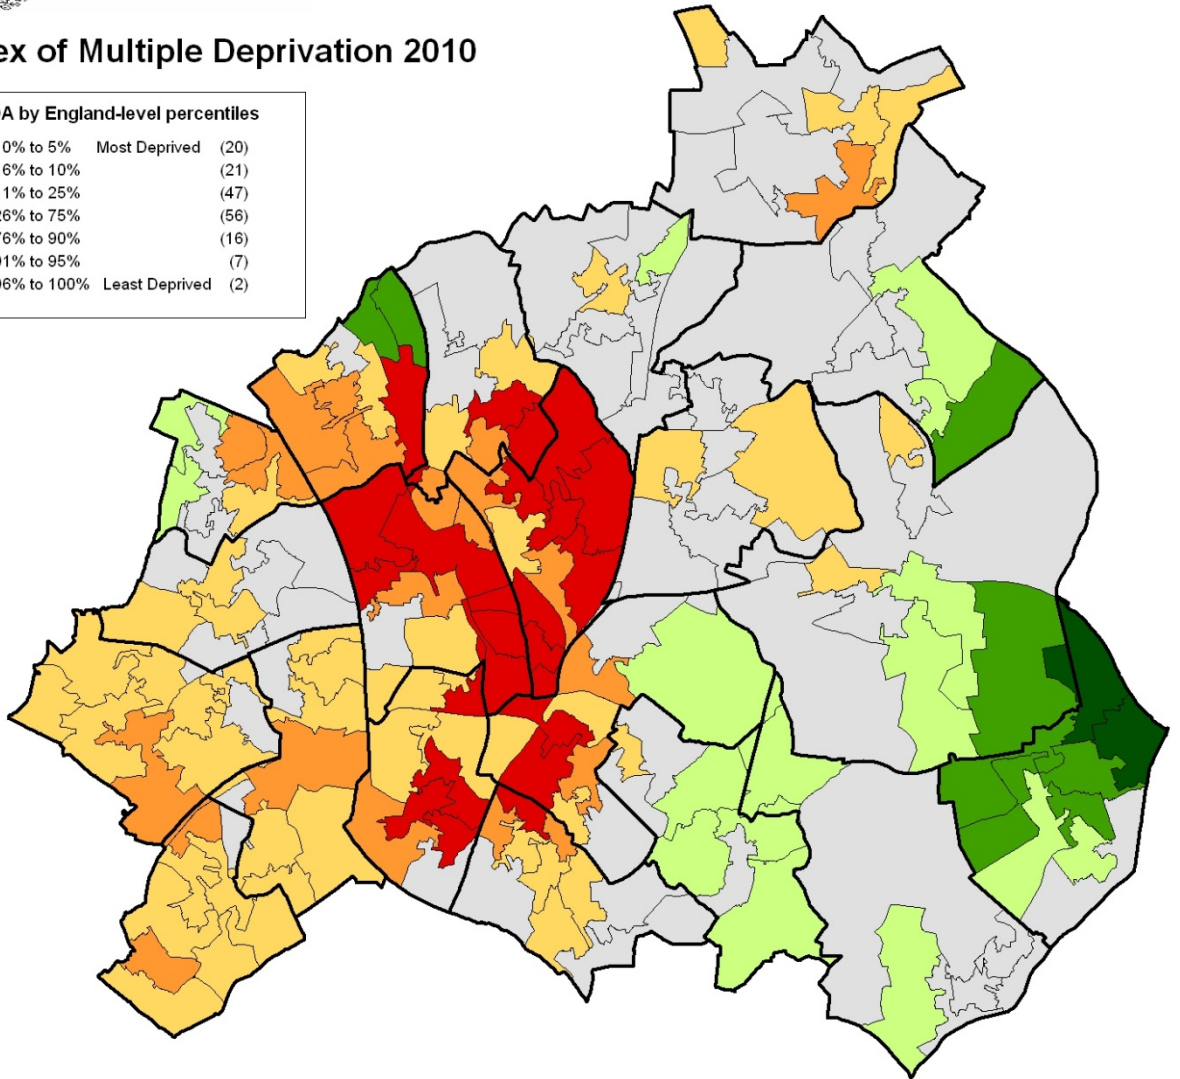 ex of Multiple Deprivation 2010
A by England-level percentiles
0% to 5% Most Deprived (20)
6% to 10% (21)
1% to 25% (47)
26% to 75% (56)
76% to 90% (16)
91% to 95% (7)
96% to 100% Least Deprived (2)